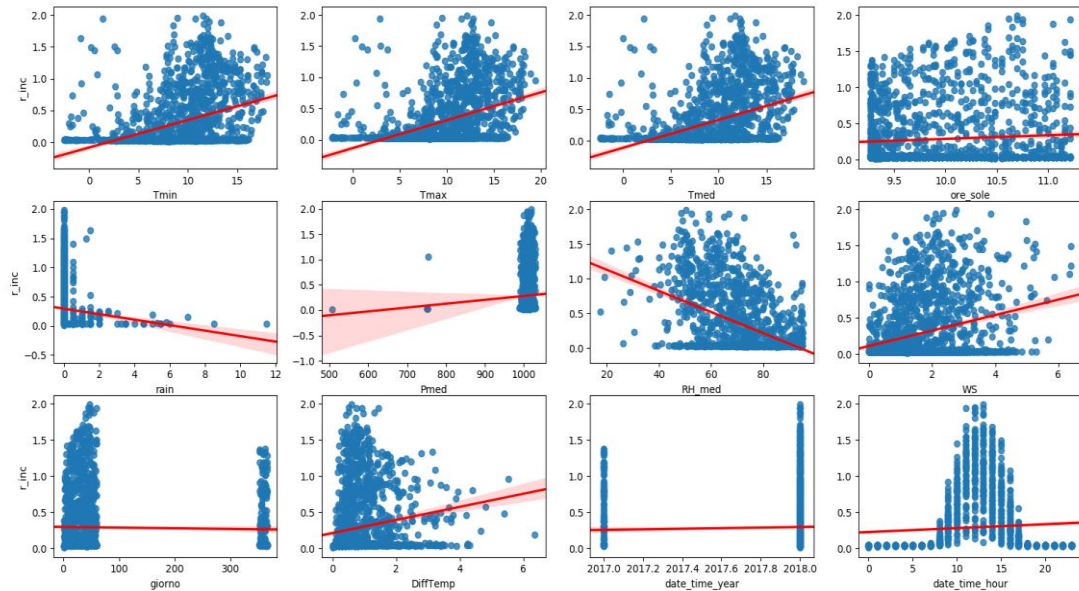 2.0
1.5
1.0
0.5
0.0
r_inc
0 5 10 15
Tmin
2.0
1.5
1.0
0.5
0.0
0 5 10 15 20
Tmax
2.0
1.5
1.0
0.5
0.0
0 5 10 15
Tmed
2.0
1.5
1.0
0.5
0.0
9.5 10.0 10.5 11.0
ore_sole
2.0
1.5
1.0
0.5
0.0
−0.5
r_inc
0 2 4 6 8 10 12
rain
2.0
1.5
1.0
0.5
0.0
−0.5
−1.0
500 600 700 800 900 1000
Pmed
2.0
1.5
1.0
0.5
0.0
20 40 60 80
RH_med
2.0
1.5
1.0
0.5
0.0
0 2 4 6
WS
2.0
1.5
1.0
0.5
0.0
r_inc
0 100 200 300
giorno
2.0
1.5
1.0
0.5
0.0
0 2 4 6
DiffTemp
2.0
1.5
1.0
0.5
0.0
2017.0 2017.2 2017.4 2017.6 2017.8 2018.0
date_time_year
2.0
1.5
1.0
0.5
0.0
0 5 10 15 20
date_time_hour